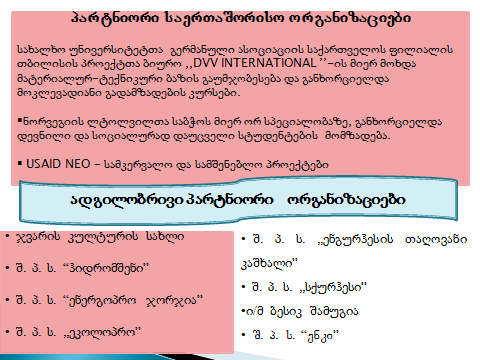 პარტნიორი საერთაშორისო ორგანიზაციები
სახალხო უნივერსიტეტთა გერმანული ასოციაციის საქართველოს ფილიალის
თბილისის პროექტთა ბიურო ,,DVV INTERNATIONAL ’’-ის მიერ მოხდა
მატერიალურ-ტექნიკური ბაზის გაუმჯობესება და განხორციელდა
მოკლევადიანი გადამზადების კურსები.
▪ნორვეგიის ლტოლვილთა საბჭოს მიერ ორ სპეციალობაზე, განხორციელდა
დევნილი და სოციალურად დაუცველი სტუდენტების მომზადება.
▪ USAID NEO - სამკერვალო და სამშენებლო პროექტები
ადგილობრივი პარტნიორი ორგანიზაციები
• ჯვარის კულტურის სახლი
• შ. პ. ს. “ჰიდრომშენი”
• შ. პ. ს. “ენერგოპრო ჯორჯია”
• შ. პ. ს. „ეკოლოპრო”
• შ. პ. ს. „ენგურჰესის თაღოვანი
კაშხალი”
• შ. პ. ს. „სქურჰესი”
•ი/მ ბესიკ შამუგია
• შ. პ. ს. “ენკი”